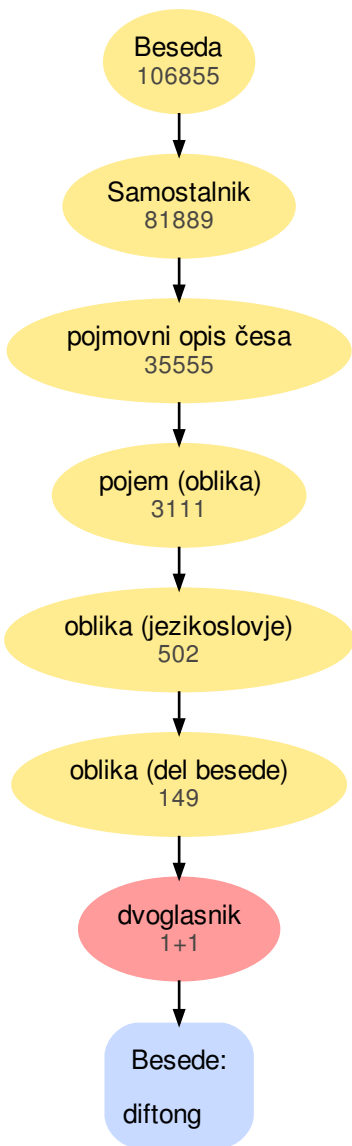 Beseda
106855
Samostalnik
81889
pojmovni opis česa
35555
pojem (oblika)
3111
oblika (jezikoslovje)
502
oblika (del besede)
149
dvoglasnik
1+1
Besede:
diftong